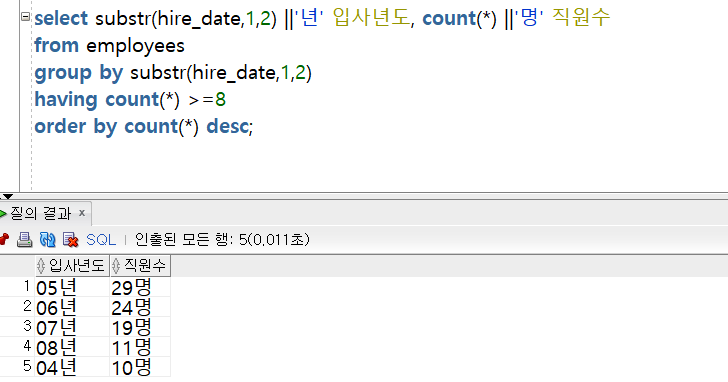 select substr(hire_date,1,2) ||'년' 입사년도, count(*) ||'명' 직원수
from employees
group by substr(hire_date,1,2)
having count(*) >=8
order by count(*) desc;
질의 결과 x
SQL | 인출된 모든 행: 5(0,011초)
입사년도 직원수
1 05년 29명
2 06년 24명
3 07년 19명
4 08년 11명
5 04년 10명